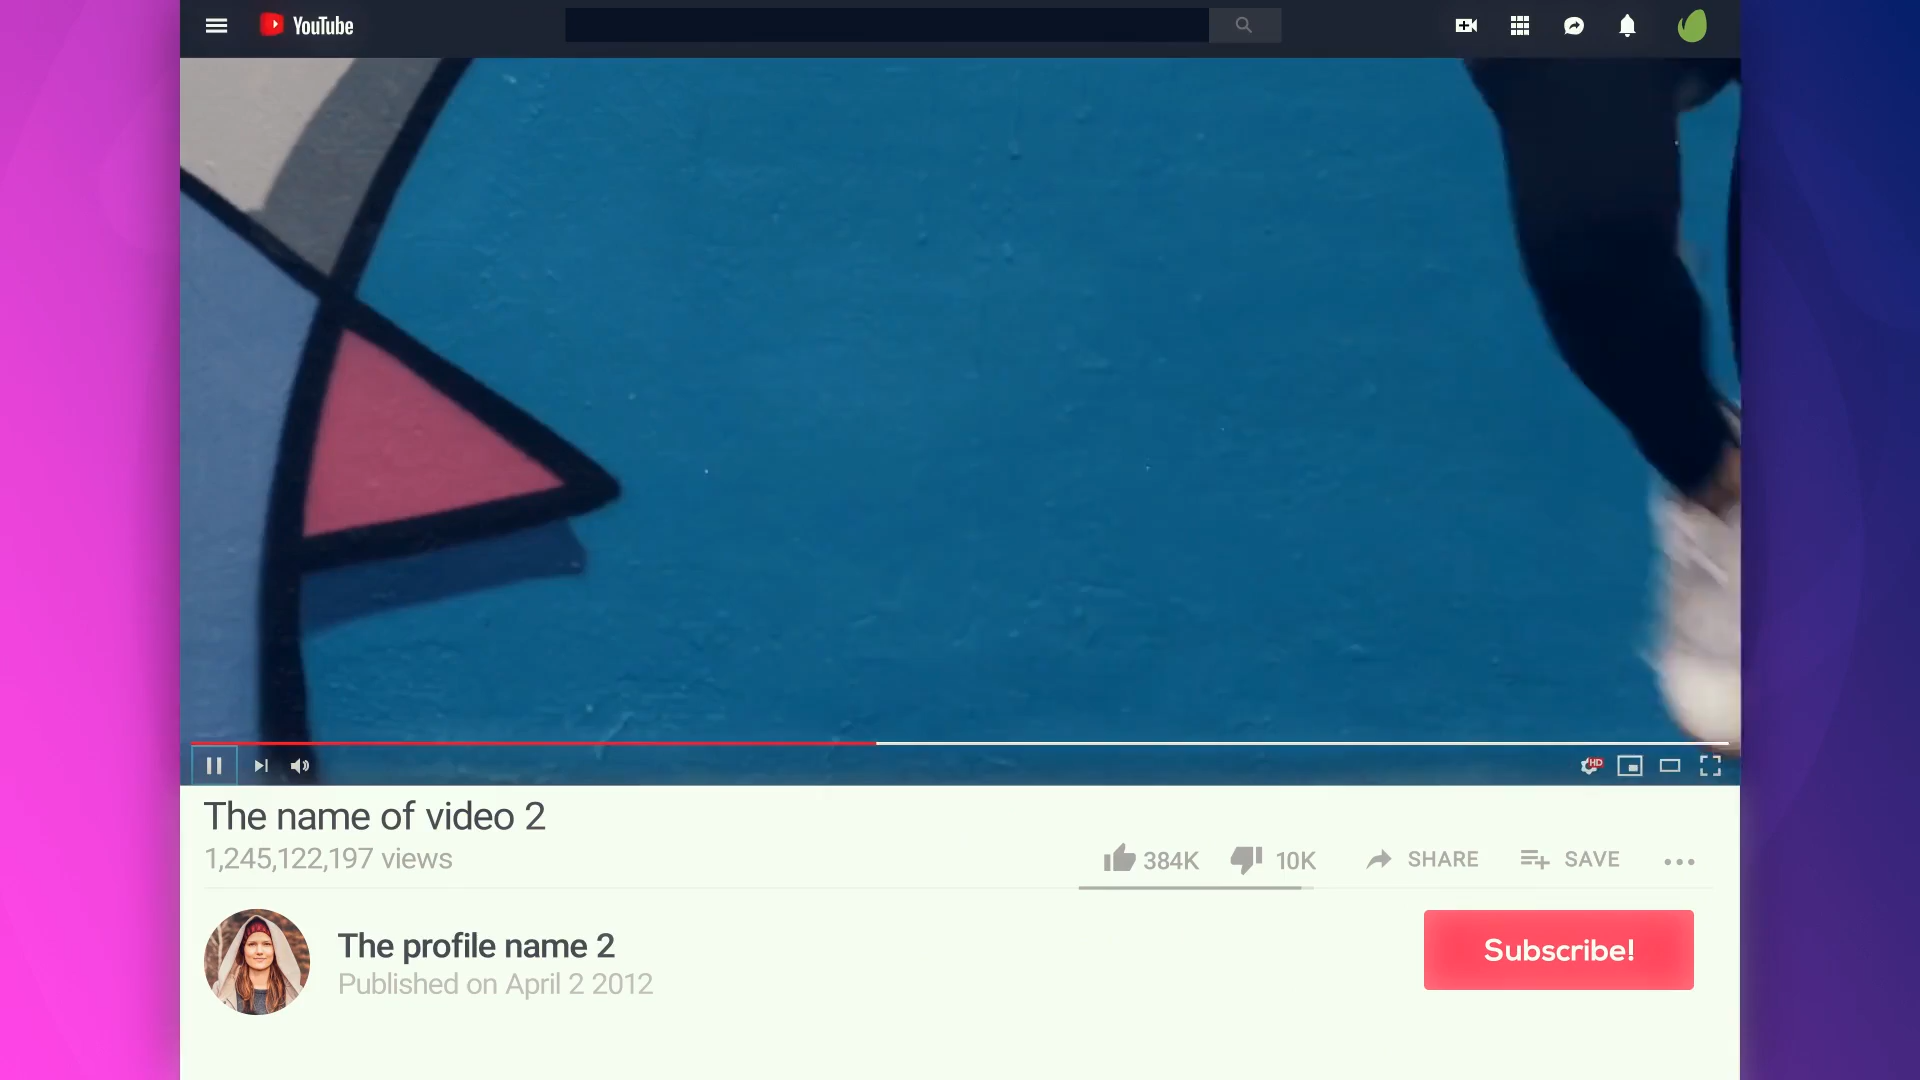 YouTube
HD
The name of video 2
1,245,122,197 views
384K
10K
SHARE
SAVE
The profile name 2
Published on April 2 2012
Subscribe!